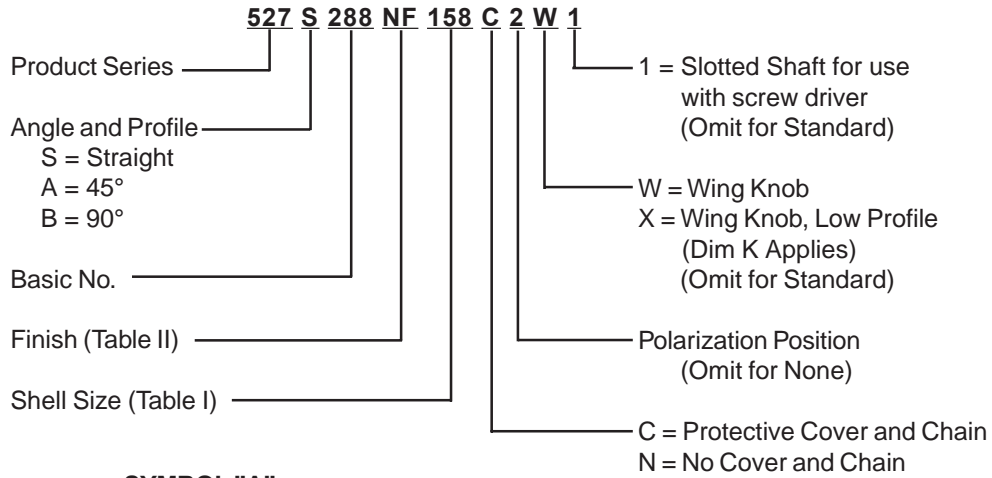 527 S 288 NF 158 C 2 W 1
Product Series
Angle and Profile
S = Straight
A = 45°
B = 90°
Basic No.
Finish (Table II)
Shell Size (Table I)
1 = Slotted Shaft for use
with screw driver
(Omit for Standard)
W = Wing Knob
X = Wing Knob, Low Profile
(Dim K Applies)
(Omit for Standard)
Polarization Position
(Omit for None)
C = Protective Cover and Chain
N = No Cover and Chain